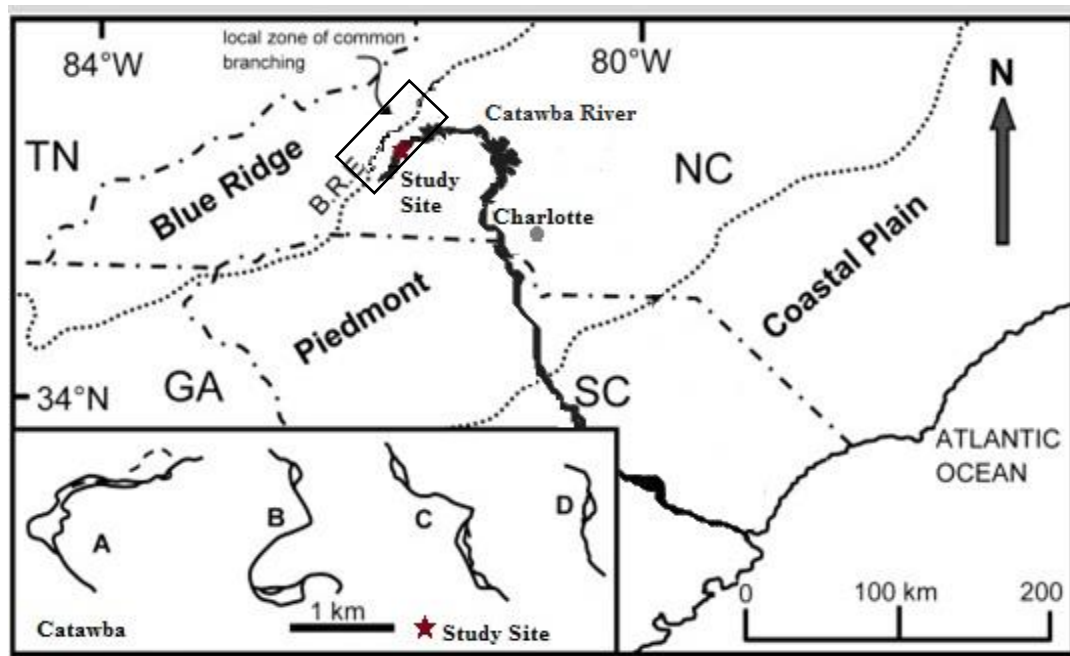 84°W
local zone of common
branching
80°W
N
Catawba River
TN
Blue Ridge
B.R.E.
Study
Site
NC
Charlotte
Coastal Plain
Piedmont
34°N
GA
SC
ATLANTIC
OCEAN
A
B
C
D
1 km
Catawba
Study Site
0
100 km
200